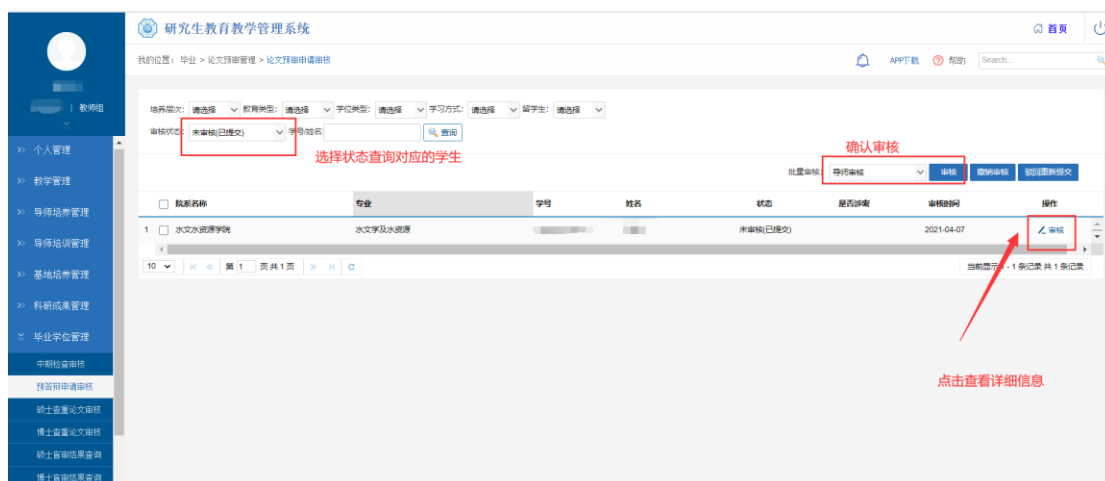 研究生教育教学管理系统
首页
我的位置： 毕业 > 论文预审管理 > 论文预审申请审核
APP下载 帮助 Search...
| 教师组
培养层次: 请选择 教育类型: 请选择 学位类型: 请选择 学习方式: 请选择 留学生: 请选择
审核状态: 未审核(已提交) 学号/姓名: 查询
选择状态查询对应的学生
确认审核
批量审核: 导师审核 审核 撤销审核 驳回重新提交
院系名称 专业 学号 姓名 状态 是否涉密 审核时间 操作
1 水文水资源学院 水文学及水资源 未审核(已提交) 2021-04-07 审核
10 第 1 页 共 1 页
- 1 条记录 共 1 条记录
点击查看详细信息
个人管理
教学管理
导师培养管理
导师培训管理
基地培养管理
科研成果管理
毕业学位管理
中期检查审核
预答辩申请审核
硕士查重论文审核
博士查重论文审核
硕士盲审结果查询
博士盲审结果查询